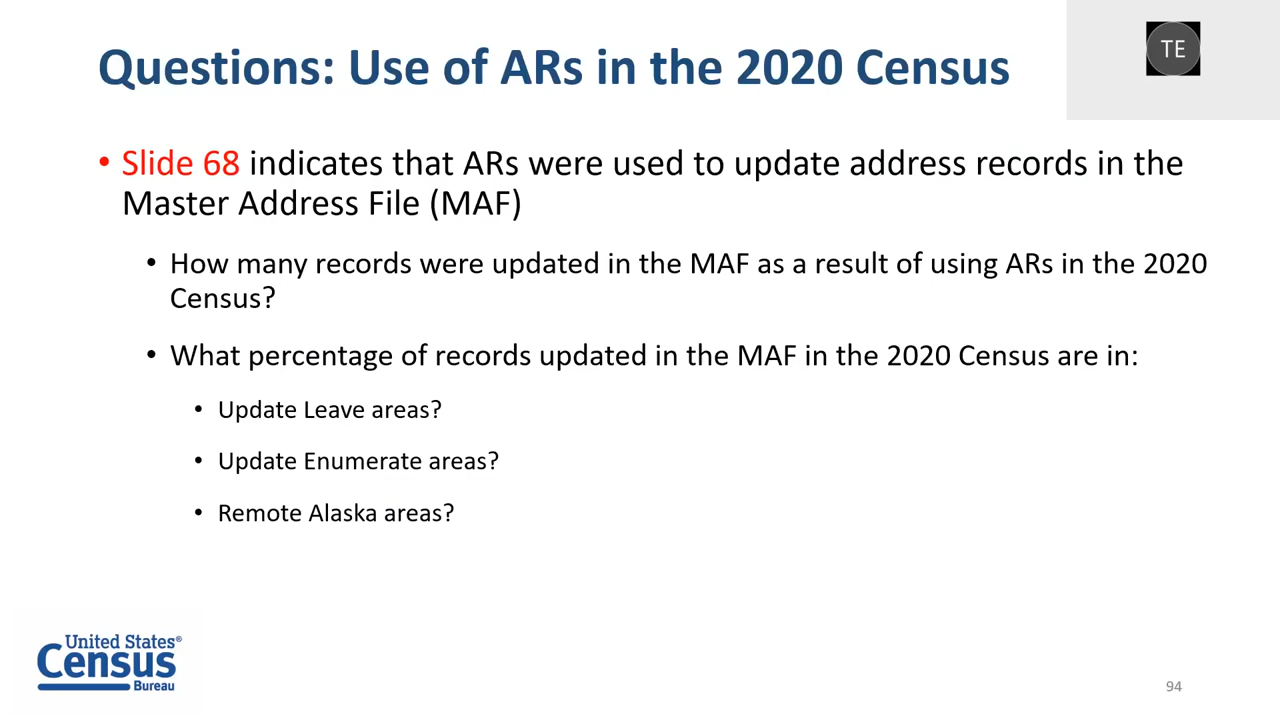 Questions: Use of ARs in the 2020 Census
TE
• Slide 68 indicates that ARs were used to update address records in the
Master Address File (MAF)
• How many records were updated in the MAF as a result of using ARs in the 2020
Census?
• What percentage of records updated in the MAF in the 2020 Census are in:
• Update Leave areas?
• Update Enumerate areas?
• Remote Alaska areas?
United States®
Census
Bureau
94